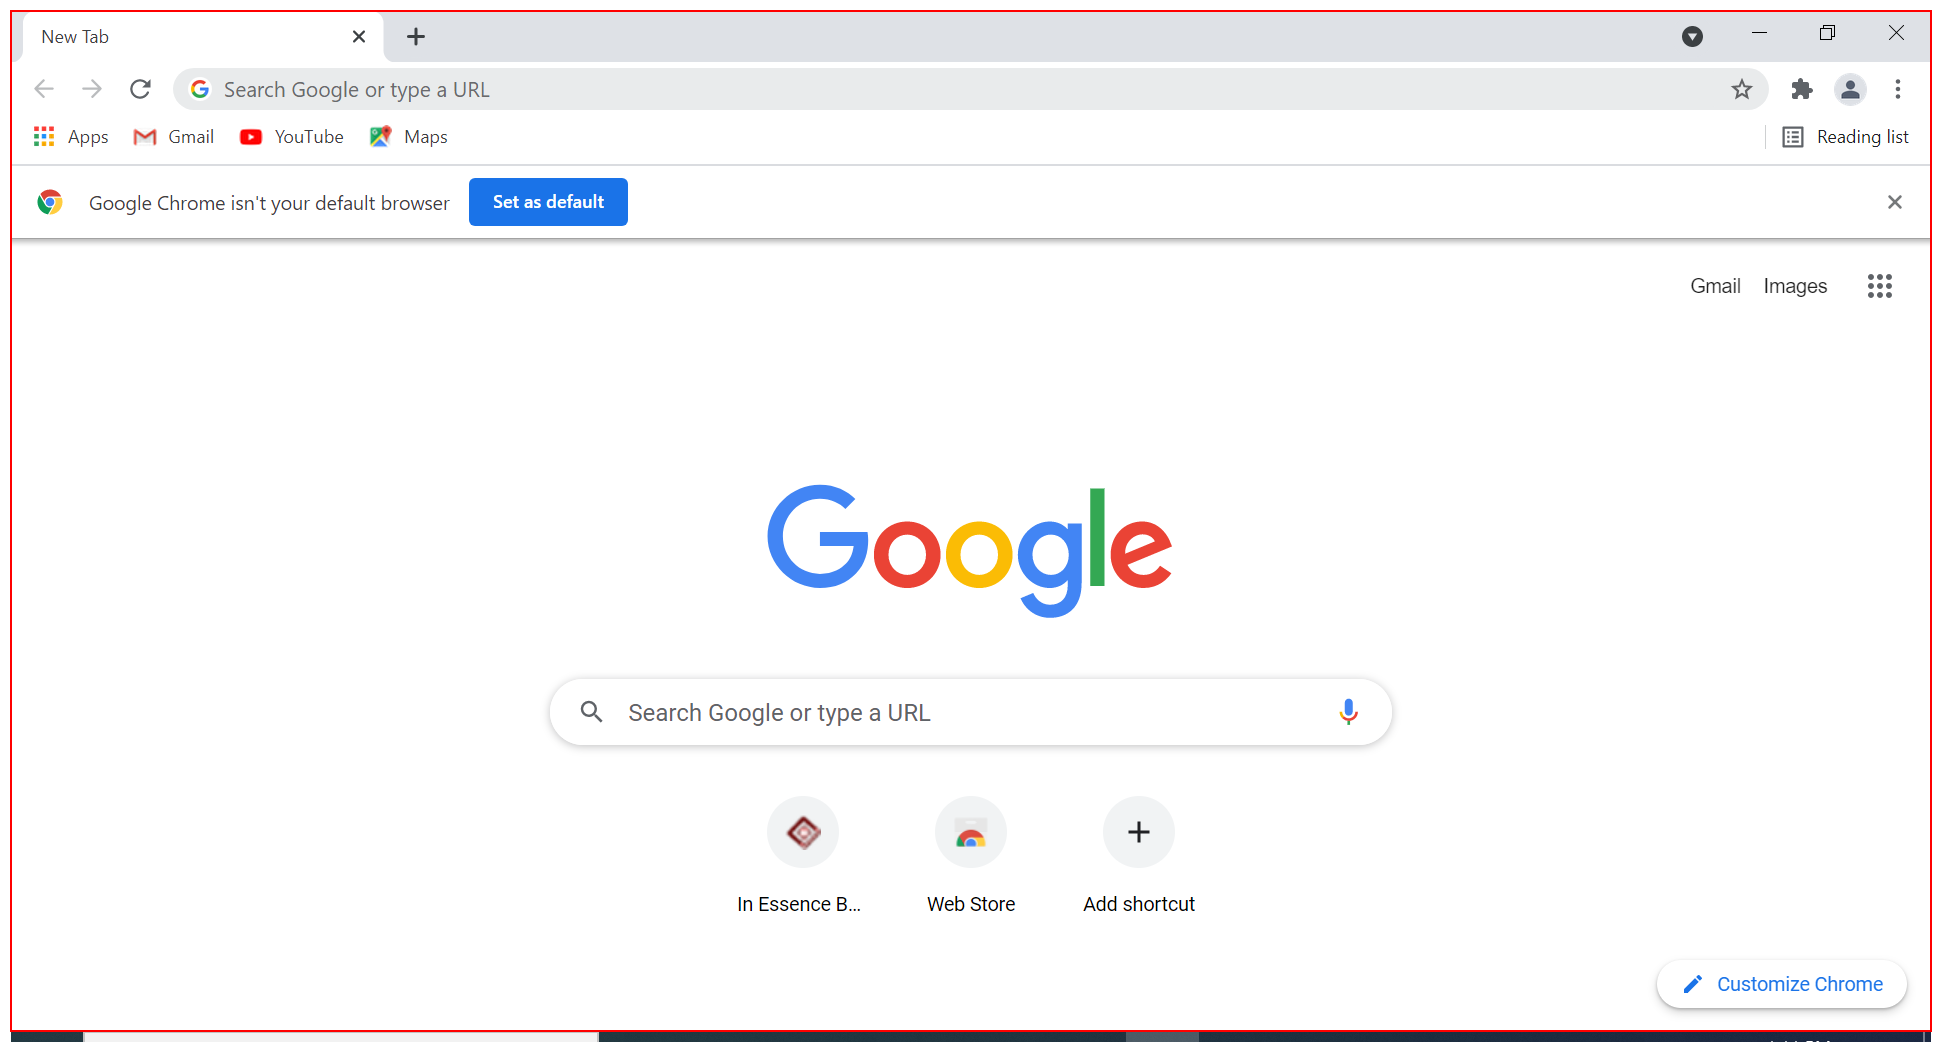 New Tab
Search Google or type a URL
Apps Gmail YouTube Maps Reading list
Google Chrome isn't your default browser Set as default
Gmail Images
Google
Search Google or type a URL
In Essence B... Web Store Add shortcut
Customize Chrome